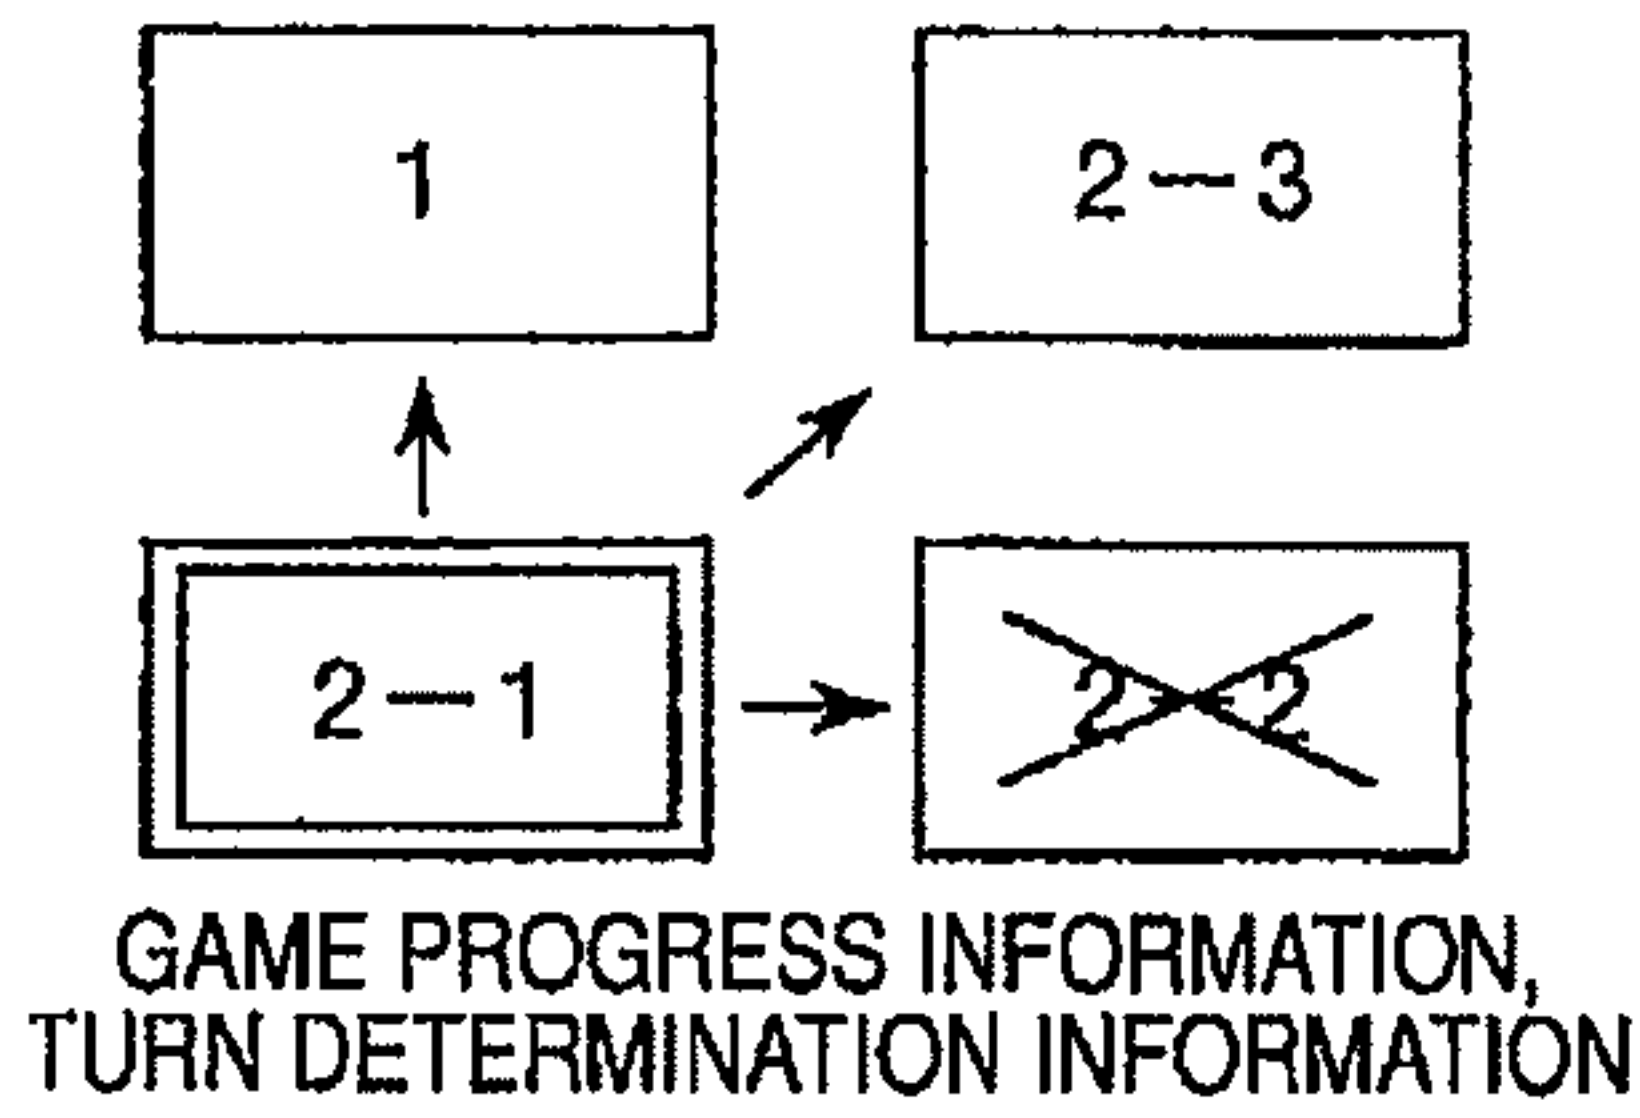 1
2-3
2-1
2-2
GAME PROGRESS INFORMATION,
TURN DETERMINATION INFORMATION